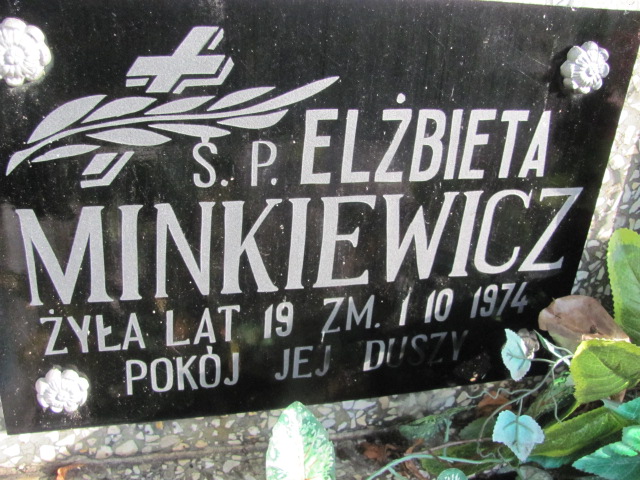 Ś. P. ELŻBIETA
MINKIEWICZ
ŻYŁA LAT 19 ZM. 1 10 1974
POKÓJ JEJ DUSZY